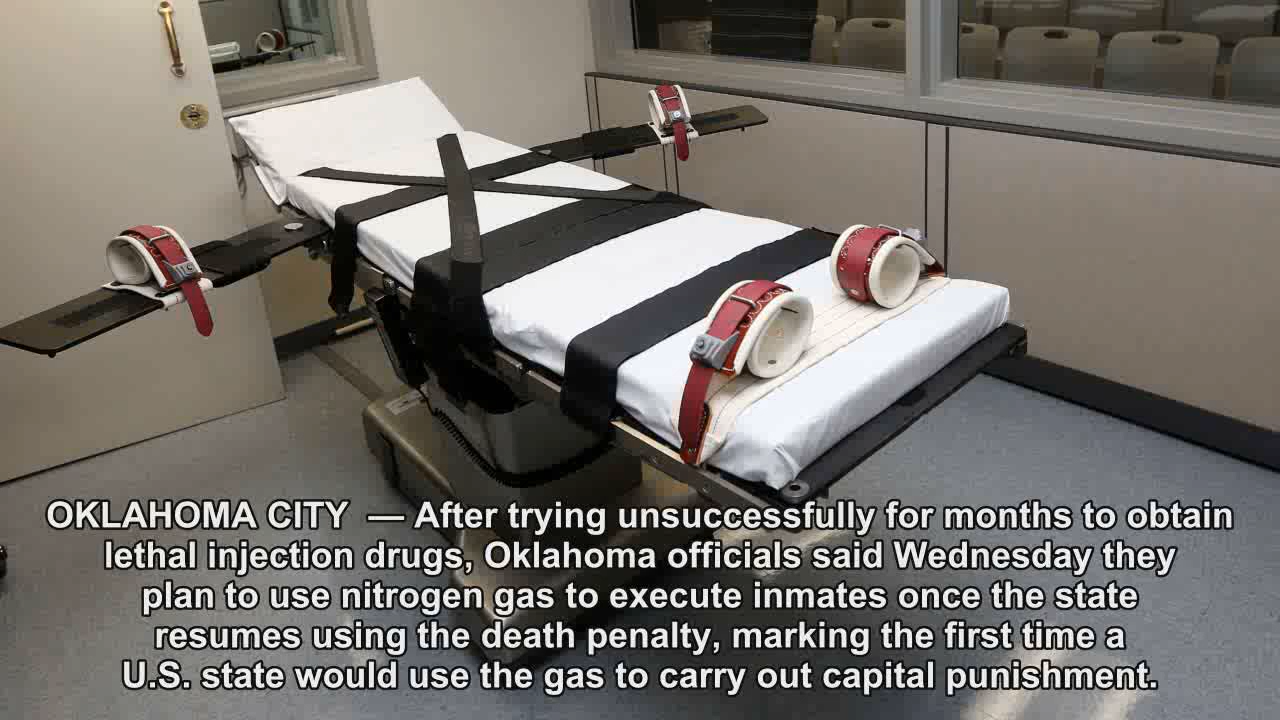 OKLAHOMA CITY — After trying unsuccessfully for months to obtain
lethal injection drugs, Oklahoma officials said Wednesday they
plan to use nitrogen gas to execute inmates once the state
resumes using the death penalty, marking the first time a
U.S. state would use the gas to carry out capital punishment.